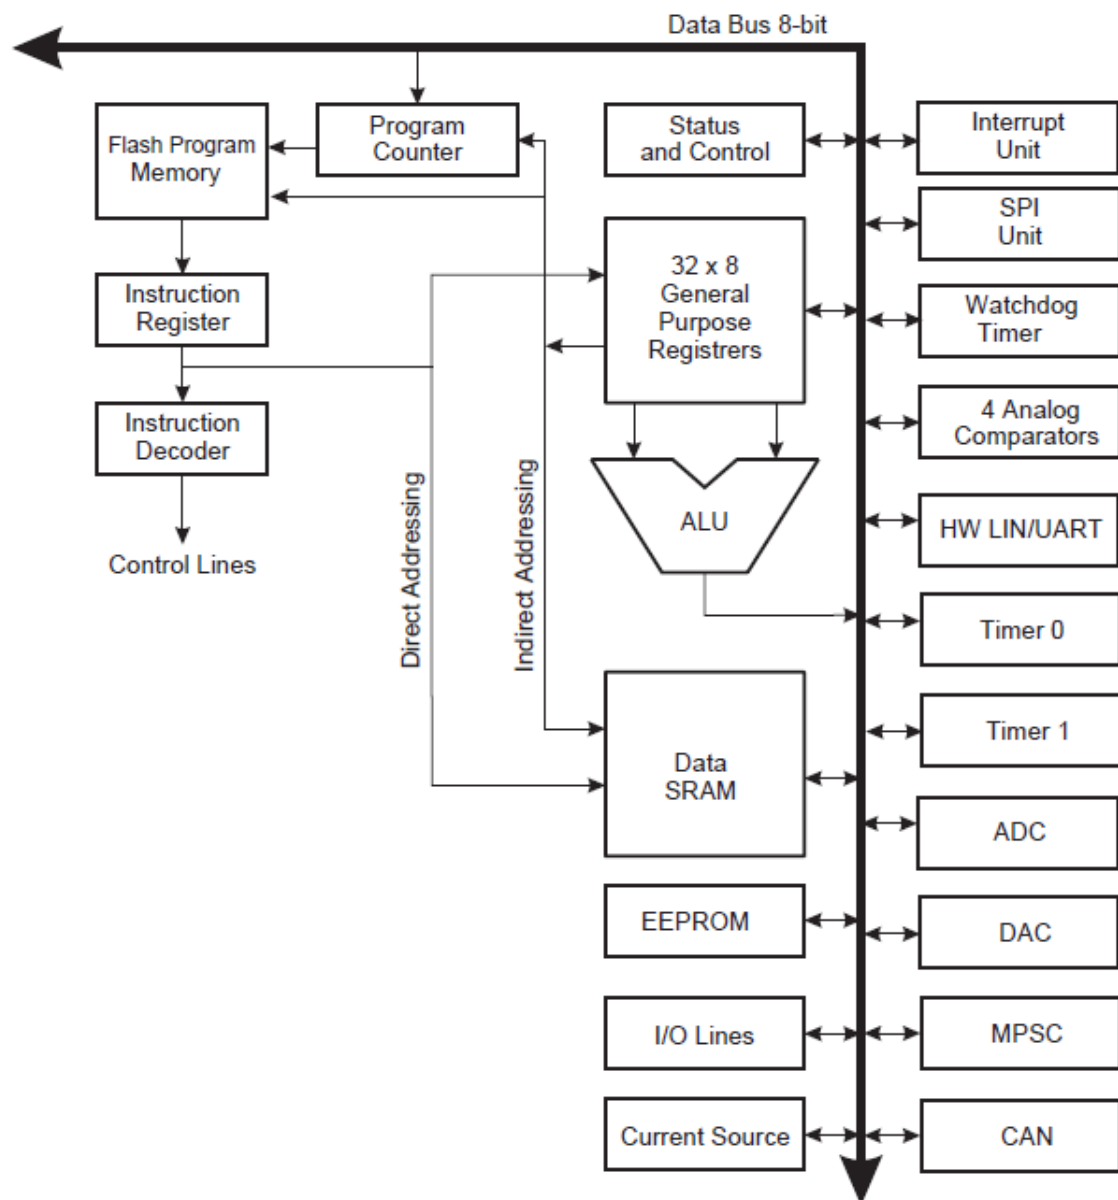 Data Bus 8-bit
Flash Program
Memory
Program
Counter
Status
and Control
Interrupt
Unit
SPI
Unit
Instruction
Register
32 x 8
General
Purpose
Registrers
Watchdog
Timer
Instruction
Decoder
4 Analog
Comparators
Control Lines
Direct Addressing
Indirect Addressing
ALU
HW LIN/UART
Timer 0
Data
SRAM
Timer 1
ADC
EEPROM
DAC
I/O Lines
MPSC
Current Source
CAN